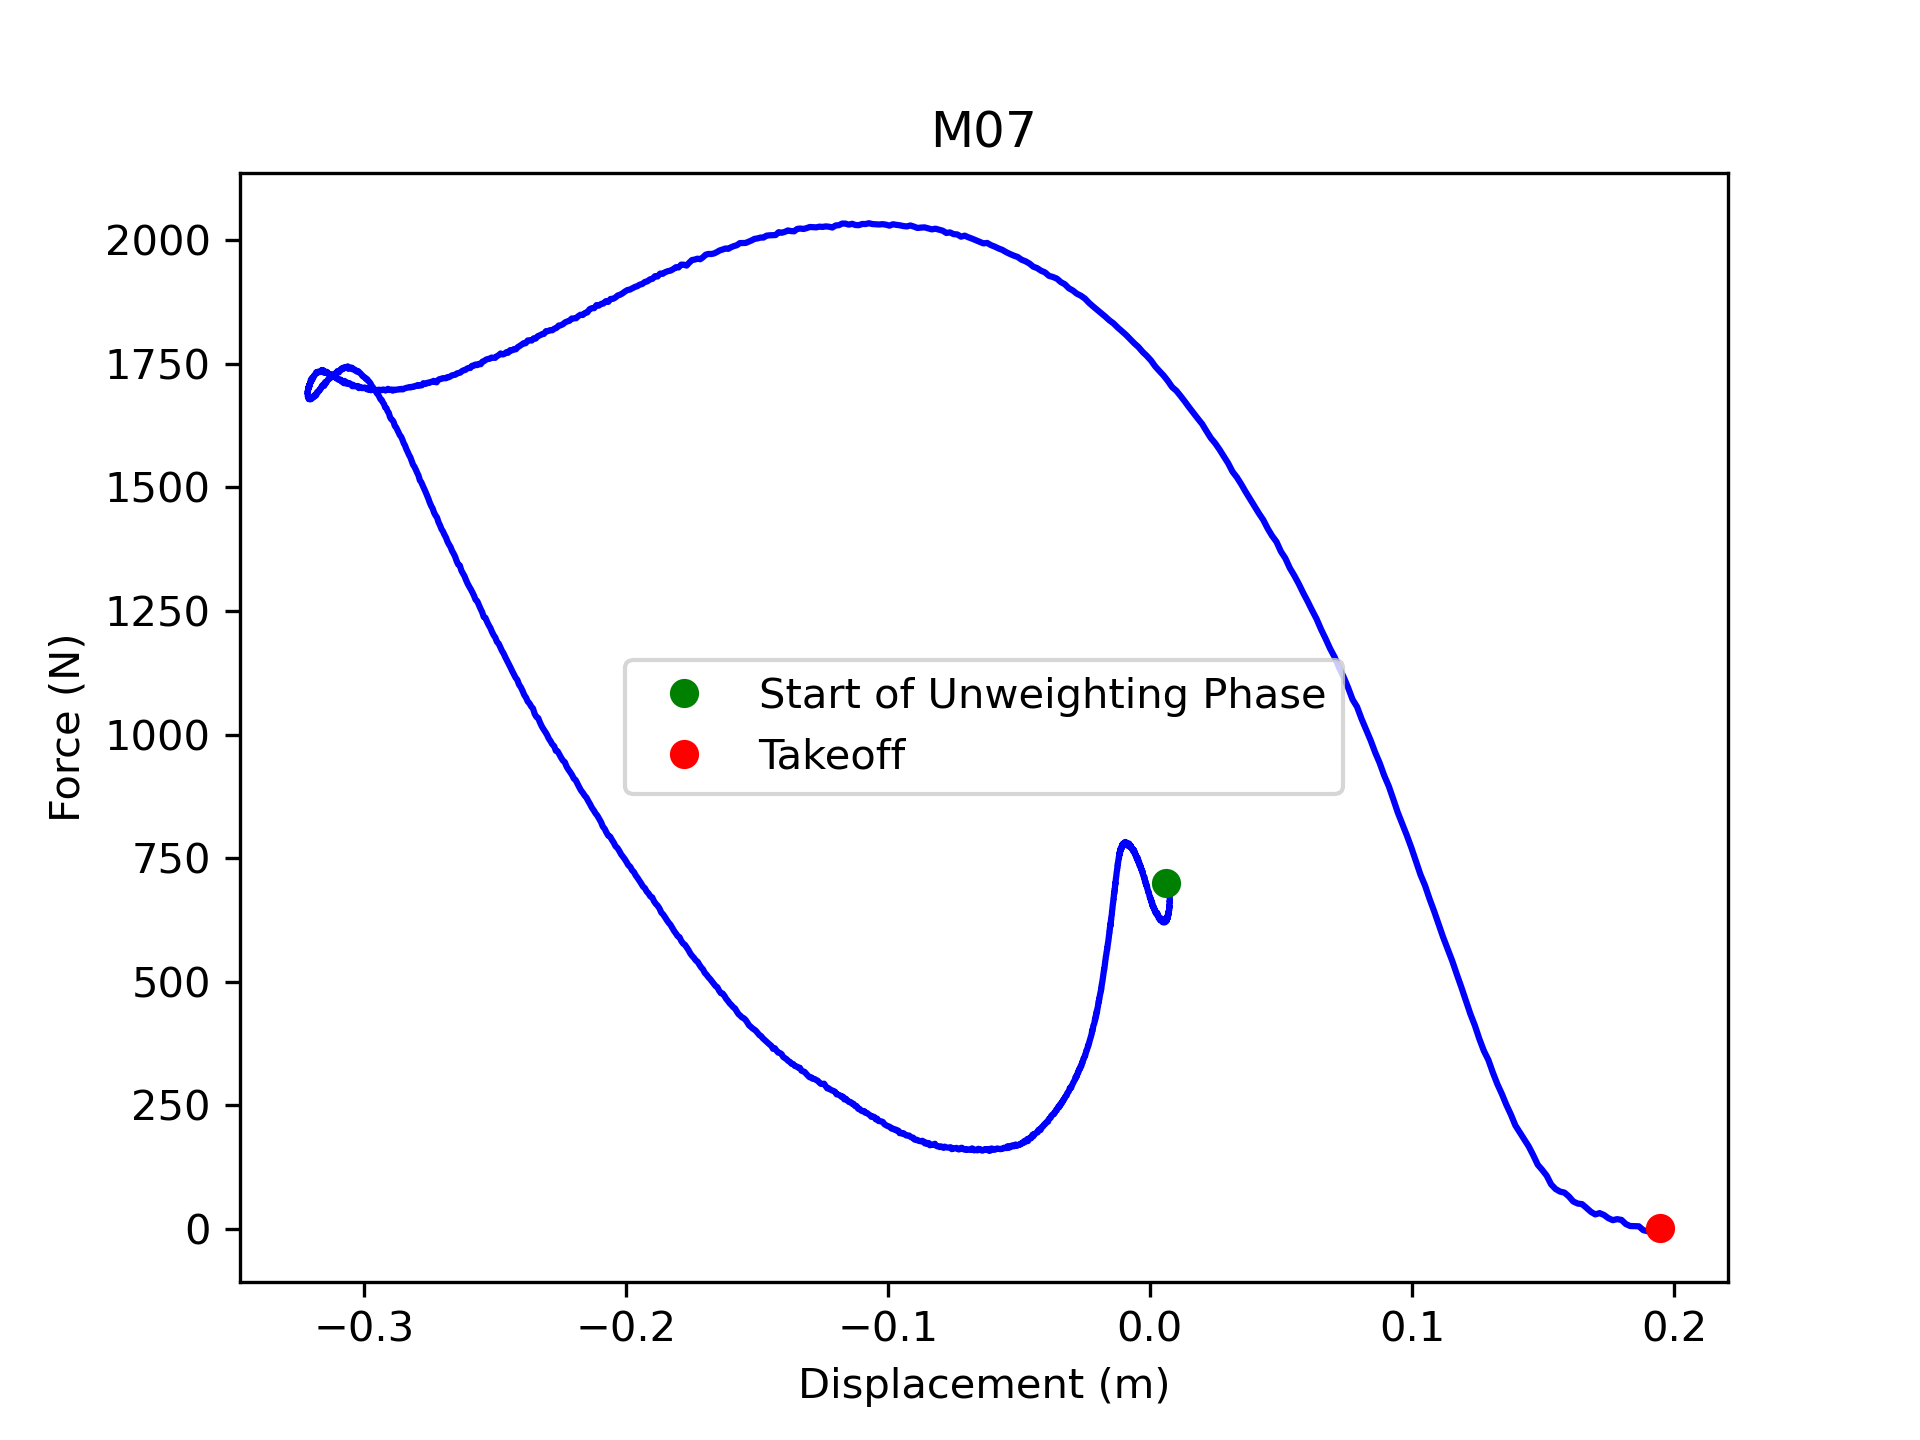 M07
2000
1750
1500
1250
1000
750
500
250
0
Force (N)
Start of Unweighting Phase
Takeoff
−0.3 −0.2 −0.1 0.0 0.1 0.2
Displacement (m)